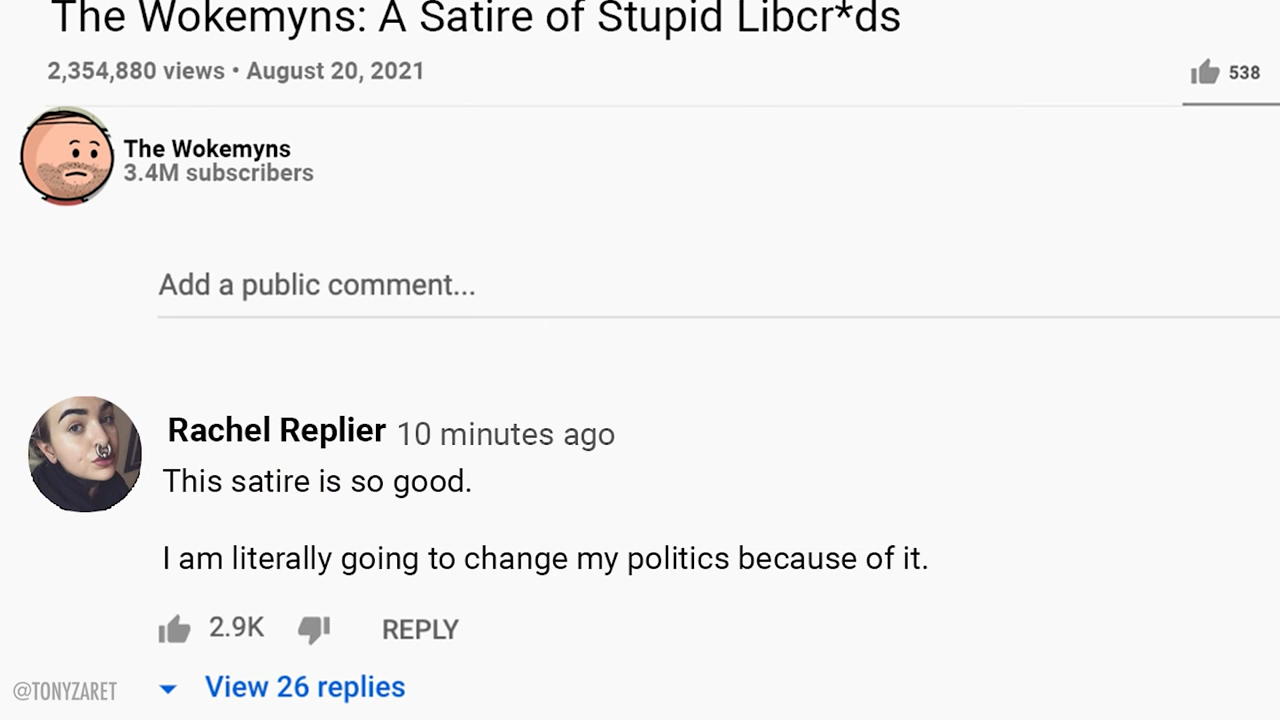 The Wokemyns: A Satire of Stupid Libcr*ds
2,354,880 views • August 20, 2021
538
The Wokemyns
3.4M subscribers
Add a public comment...
Rachel Replier 10 minutes ago
This satire is so good.
I am literally going to change my politics because of it.
2.9K REPLY
View 26 replies
@TONYZARET